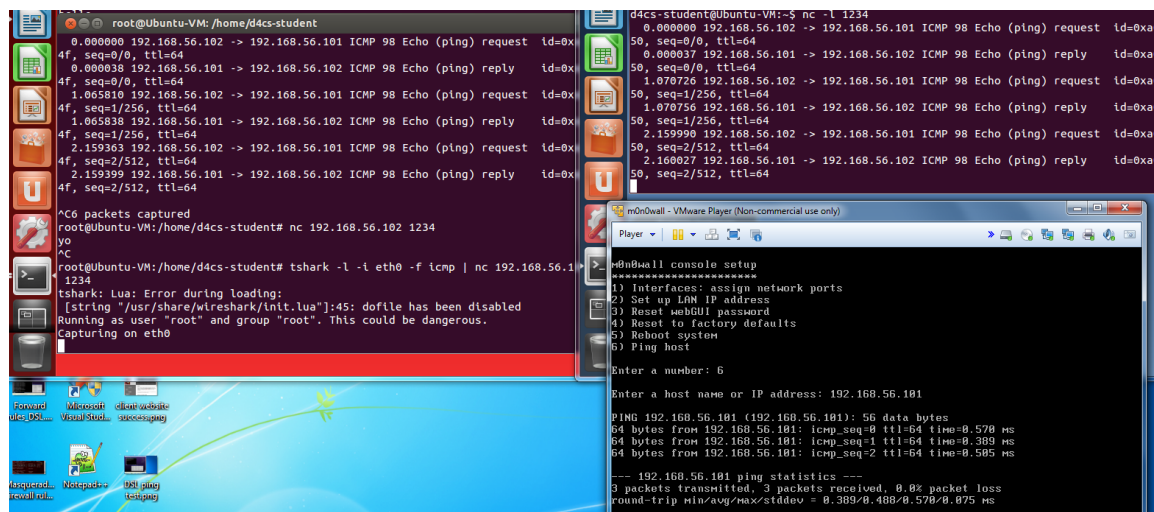 root@Ubuntu-VM: /home/d4cs-student
0.000000 192.168.56.102 -> 192.168.56.101 ICMP 98 Echo (ping) request id=0x
4f, seq=0/0, ttl=64
0.000038 192.168.56.101 -> 192.168.56.102 ICMP 98 Echo (ping) reply id=0x
4f, seq=0/0, ttl=64
1.065810 192.168.56.102 -> 192.168.56.101 ICMP 98 Echo (ping) request id=0x
4f, seq=1/256, ttl=64
1.065838 192.168.56.101 -> 192.168.56.102 ICMP 98 Echo (ping) reply id=0x
4f, seq=1/256, ttl=64
2.159363 192.168.56.102 -> 192.168.56.101 ICMP 98 Echo (ping) request id=0x
4f, seq=2/512, ttl=64
2.159399 192.168.56.101 -> 192.168.56.102 ICMP 98 Echo (ping) reply id=0x
4f, seq=2/512, ttl=64
^C6 packets captured
root@Ubuntu-VM:/home/d4cs-student# nc 192.168.56.102 1234
yo
^C
root@Ubuntu-VM:/home/d4cs-student# tshark -l -i eth0 -f icmp | nc 192.168.56.1
1234
tshark: Lua: Error during loading:
[string "/usr/share/wireshark/init.lua"]:45: dofile has been disabled
Running as user "root" and group "root". This could be dangerous.
Capturing on eth0
d4cs-student@Ubuntu-VM:~$ nc -l 1234
0.000000 192.168.56.102 -> 192.168.56.101 ICMP 98 Echo (ping) request id=0xa
50, seq=0/0, ttl=64
0.000037 192.168.56.101 -> 192.168.56.102 ICMP 98 Echo (ping) reply id=0xa
50, seq=0/0, ttl=64
1.070726 192.168.56.102 -> 192.168.56.101 ICMP 98 Echo (ping) request id=0xa
50, seq=1/256, ttl=64
1.070756 192.168.56.101 -> 192.168.56.102 ICMP 98 Echo (ping) reply id=0xa
50, seq=1/256, ttl=64
2.159990 192.168.56.102 -> 192.168.56.101 ICMP 98 Echo (ping) request id=0xa
50, seq=2/512, ttl=64
2.160027 192.168.56.101 -> 192.168.56.102 ICMP 98 Echo (ping) reply id=0xa
50, seq=2/512, ttl=64
m0n0wall - VMware Player (Non-commercial use only)
Player
m0n0wall console setup
***********************
1) Interfaces: assign network ports
2) Set up LAN IP address
3) Reset webGUI password
4) Reset to factory defaults
5) Reboot system
6) Ping host
Enter a number: 6
Enter a host name or IP address: 192.168.56.101
PING 192.168.56.101 (192.168.56.101): 56 data bytes
64 bytes from 192.168.56.101: icmp_seq=0 ttl=64 time=0.570 ms
64 bytes from 192.168.56.101: icmp_seq=1 ttl=64 time=0.389 ms
64 bytes from 192.168.56.101: icmp_seq=2 ttl=64 time=0.505 ms
--- 192.168.56.101 ping statistics ---
3 packets transmitted, 3 packets received, 0.0% packet loss
round-trip min/avg/max/stddev = 0.389/0.488/0.570/0.075 ms
Forward
Microsoft
client website
ules_DSL....
Visual Stud...
success.png
Masquerad...
Notepad++
DSL ping
irewall rul...
test.png